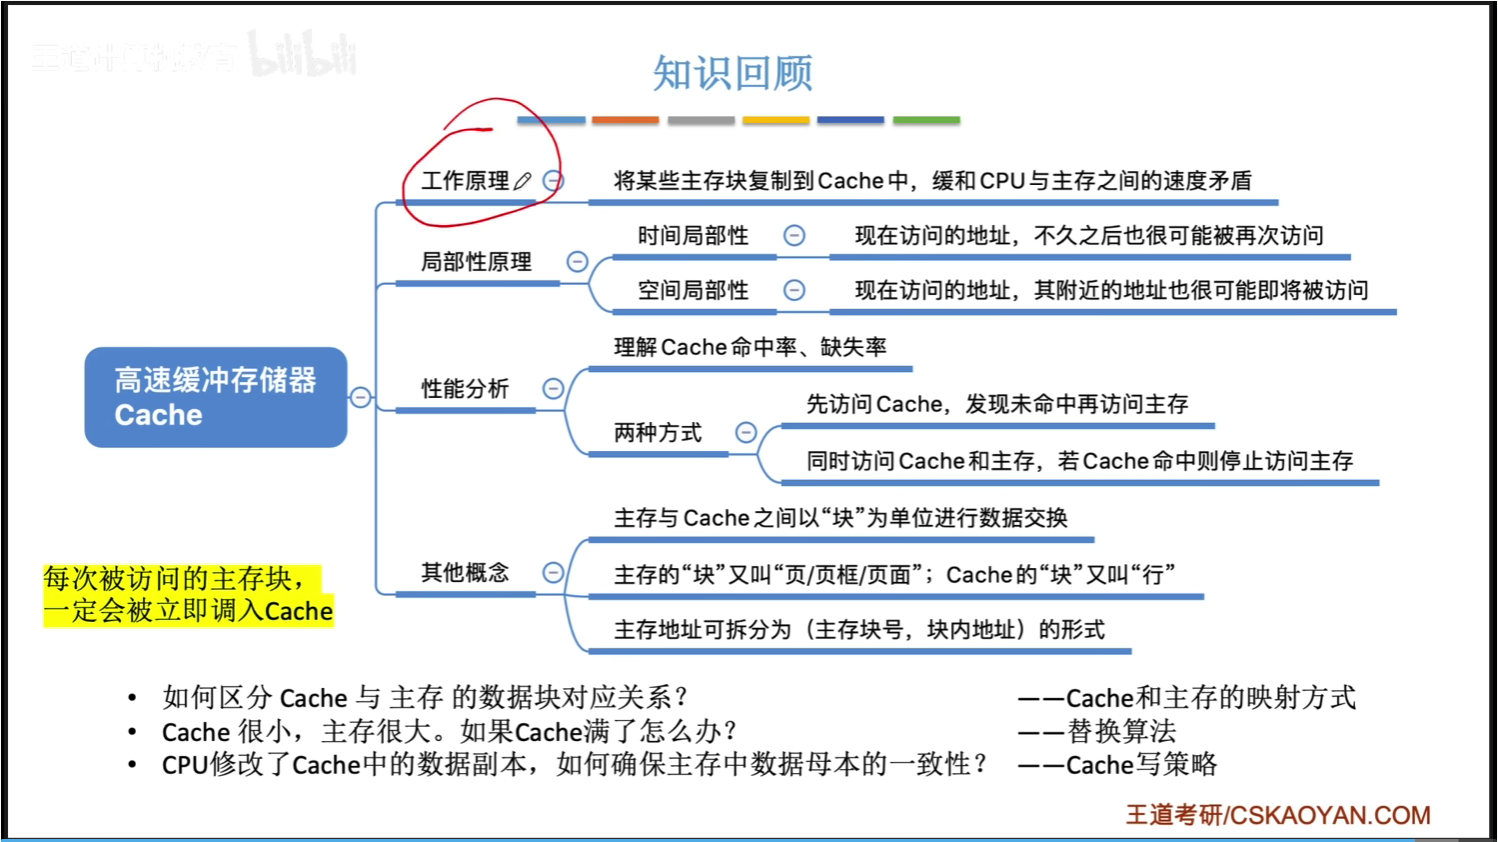 王道计算机教育 bilibili
知识回顾
工作原理
将某些主存块复制到Cache中，缓和CPU与主存之间的速度矛盾
局部性原理
时间局部性
现在访问的地址，不久之后也很可能被再次访问
空间局部性
现在访问的地址，其附近的地址也很可能即将被访问
高速缓冲存储器
Cache
性能分析
理解Cache命中率、缺失率
两种方式
先访问Cache，发现未命中再访问主存
同时访问Cache和主存，若Cache命中则停止访问主存
其他概念
主存与Cache之间以“块”为单位进行数据交换
主存的“块”又叫“页/页框/页面”；Cache的“块”又叫“行”
主存地址可拆分为（主存块号，块内地址）的形式
每次被访问的主存块，
一定会被立即调入Cache
• 如何区分 Cache 与 主存 的数据块对应关系？ ——Cache和主存的映射方式
• Cache 很小，主存很大。如果Cache满了怎么办？ ——替换算法
• CPU修改了Cache中的数据副本，如何确保主存中数据母本的一致性？ ——Cache写策略
王道考研/CSKAOYAN.COM